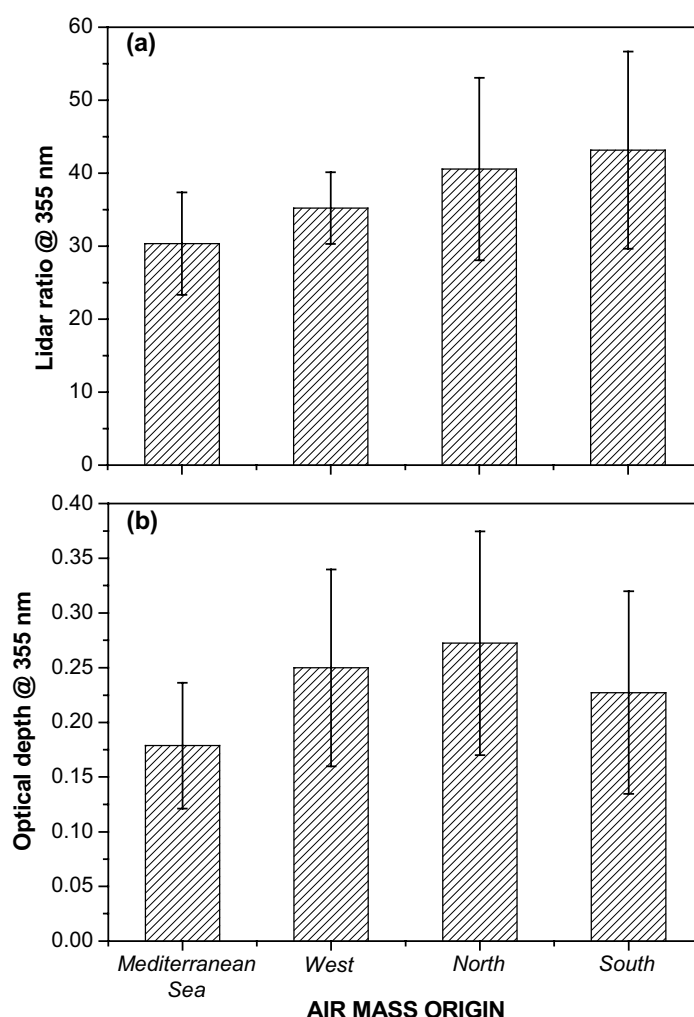 (a)
Lidar ratio @ 355 nm
60
50
40
30
20
10
0
(b)
Optical depth @ 355 nm
0.40
0.35
0.30
0.25
0.20
0.15
0.10
0.05
0.00
Mediterranean
Sea
West
North
South
AIR MASS ORIGIN